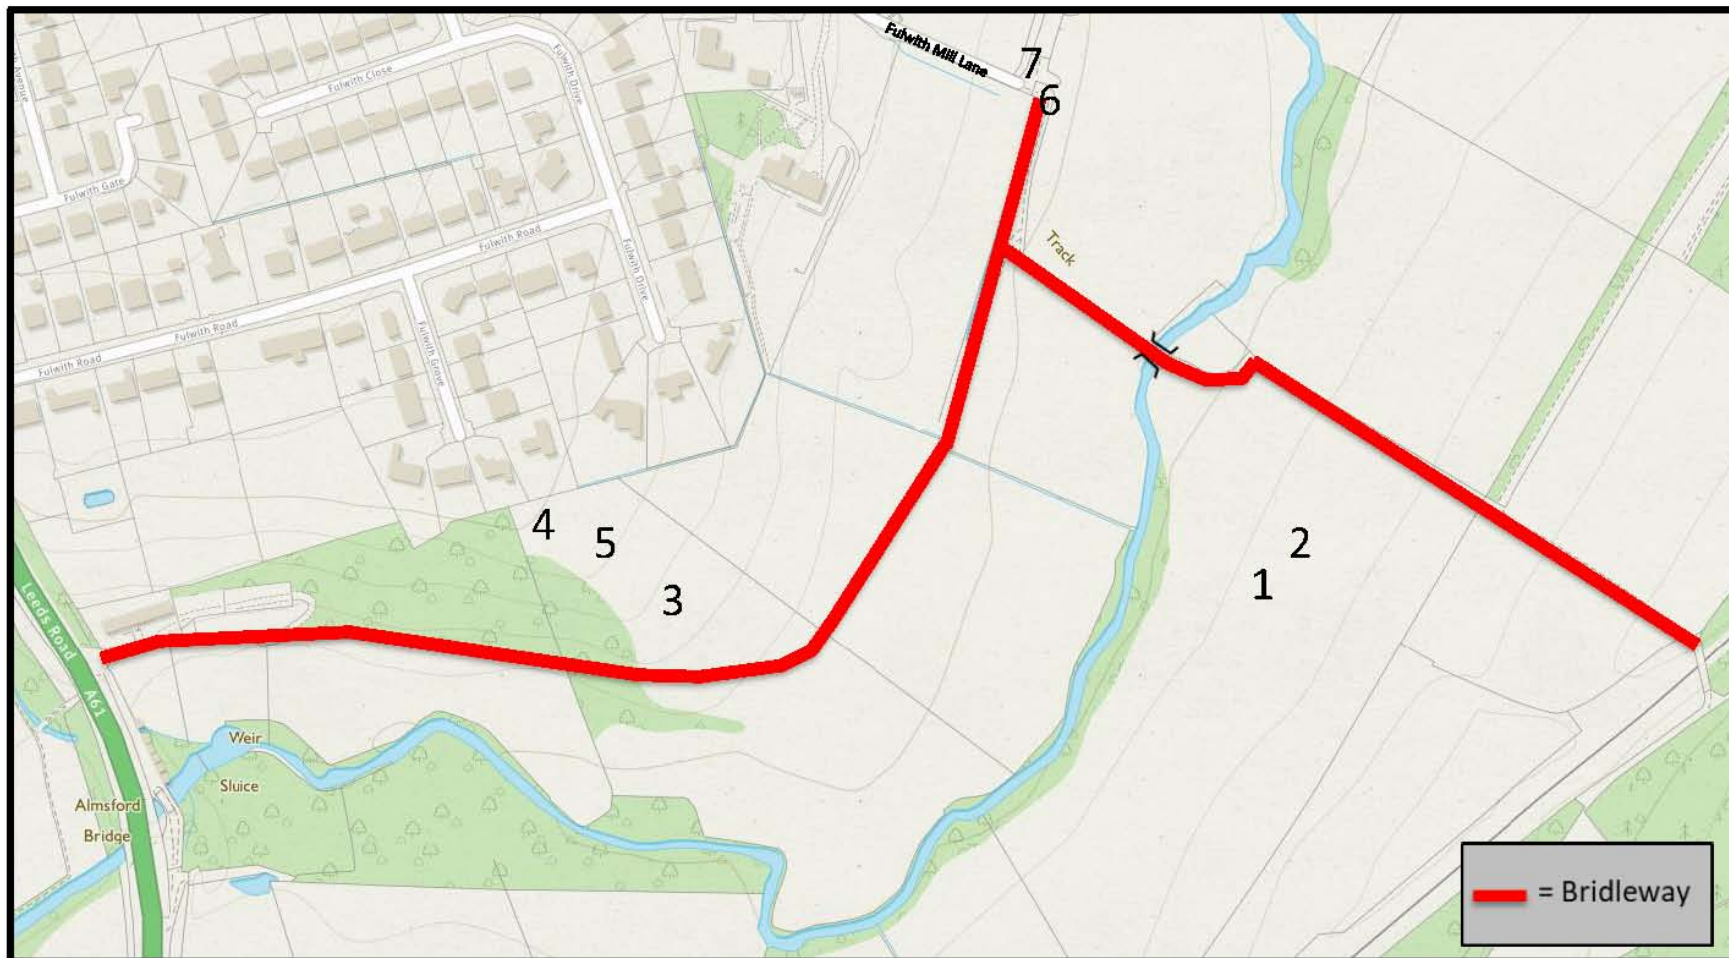 Fulwith Mill Lane
7
6
Fulwith Close
Fulwith Drive
Avenue
Fulwith Gate
Fulwith Road
Fulwith Drive
Track
Fulwith Road
Fulwith Road
Fulwith Grove
4
5
2
3
1
Leeds Road
A61
Weir
Sluice
Almsford
Bridge
= Bridleway